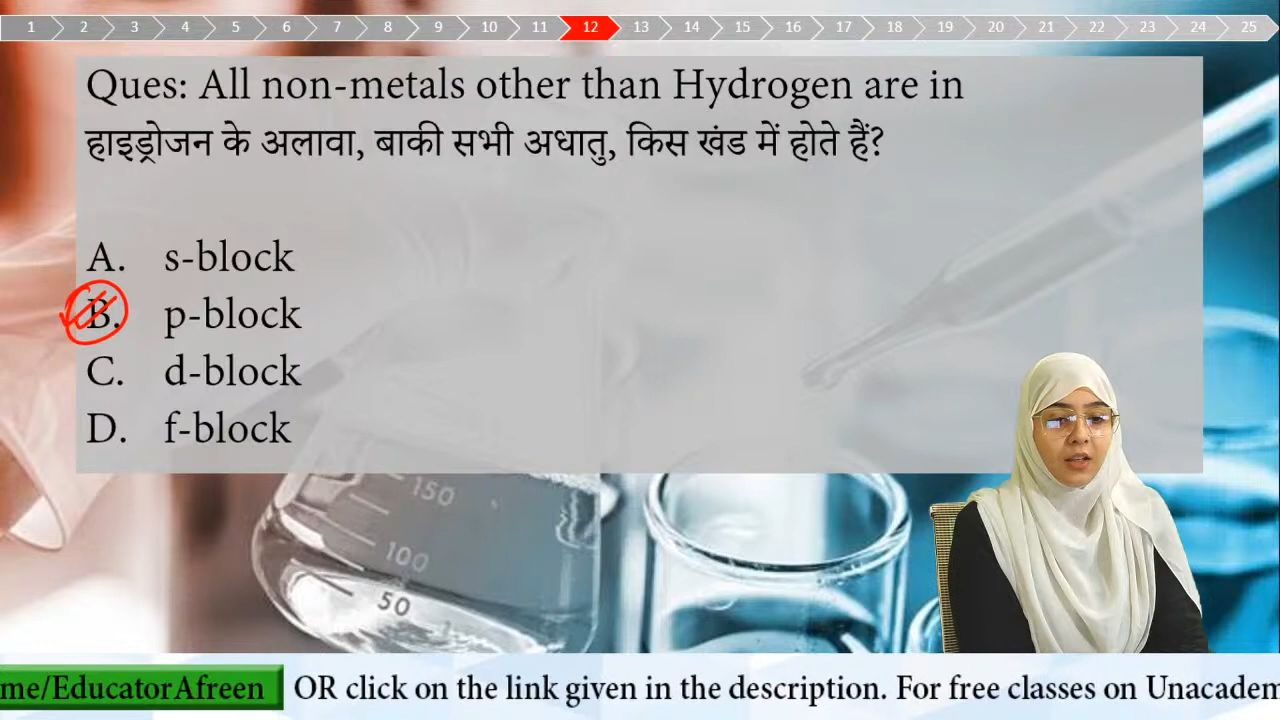 1 2 3 4 5 6 7 8 9 10 11 12 13 14 15 16 17 18 19 20 21 22 23 24 25
Ques: All non-metals other than Hydrogen are in
हाइड्रोजन के अलावा, बाकी सभी अधातु, किस खंड में होते हैं?
A. s-block
B. p-block
C. d-block
D. f-block
150
100
50
me/EducatorAfreen OR click on the link given in the description. For free classes on Unacadem